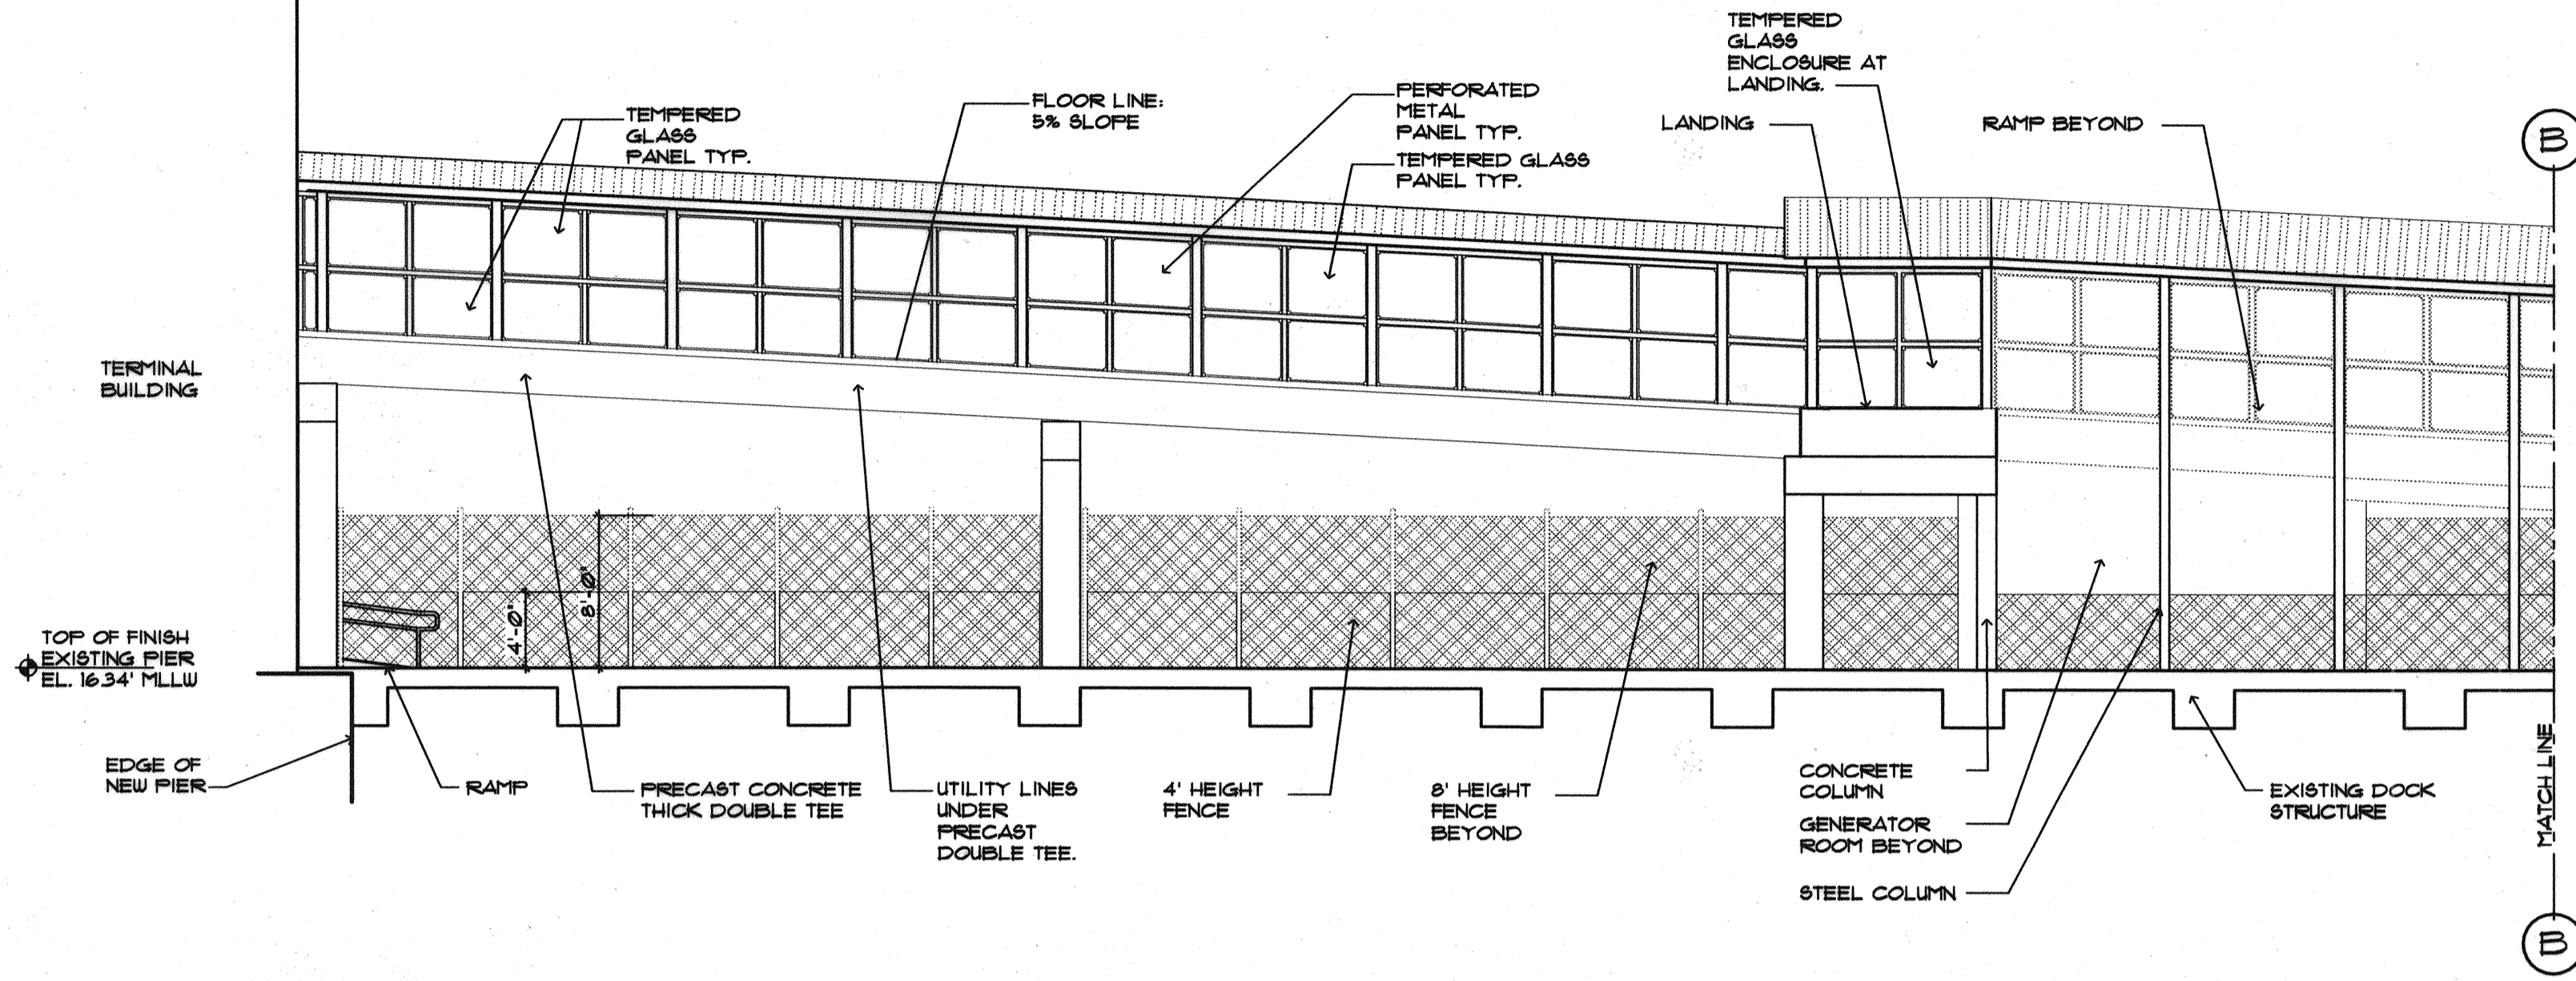 TEMPERED
GLASS
ENCLOSURE AT
LANDING.
TEMPERED
GLASS
PANEL TYP.
FLOOR LINE:
5% SLOPE
PERFORATED
METAL
PANEL TYP.
TEMPERED GLASS
PANEL TYP.
LANDING
RAMP BEYOND
B
TERMINAL
BUILDING
4'-0"
8'-0"
TOP OF FINISH
EXISTING PIER
EL. 16.34' MLLW
EDGE OF
NEW PIER
RAMP
PRECAST CONCRETE
THICK DOUBLE TEE
UTILITY LINES
UNDER
PRECAST
DOUBLE TEE.
4' HEIGHT
FENCE
8' HEIGHT
FENCE
BEYOND
CONCRETE
COLUMN
GENERATOR
ROOM BEYOND
STEEL COLUMN
EXISTING DOCK
STRUCTURE
MATCH LINE
B